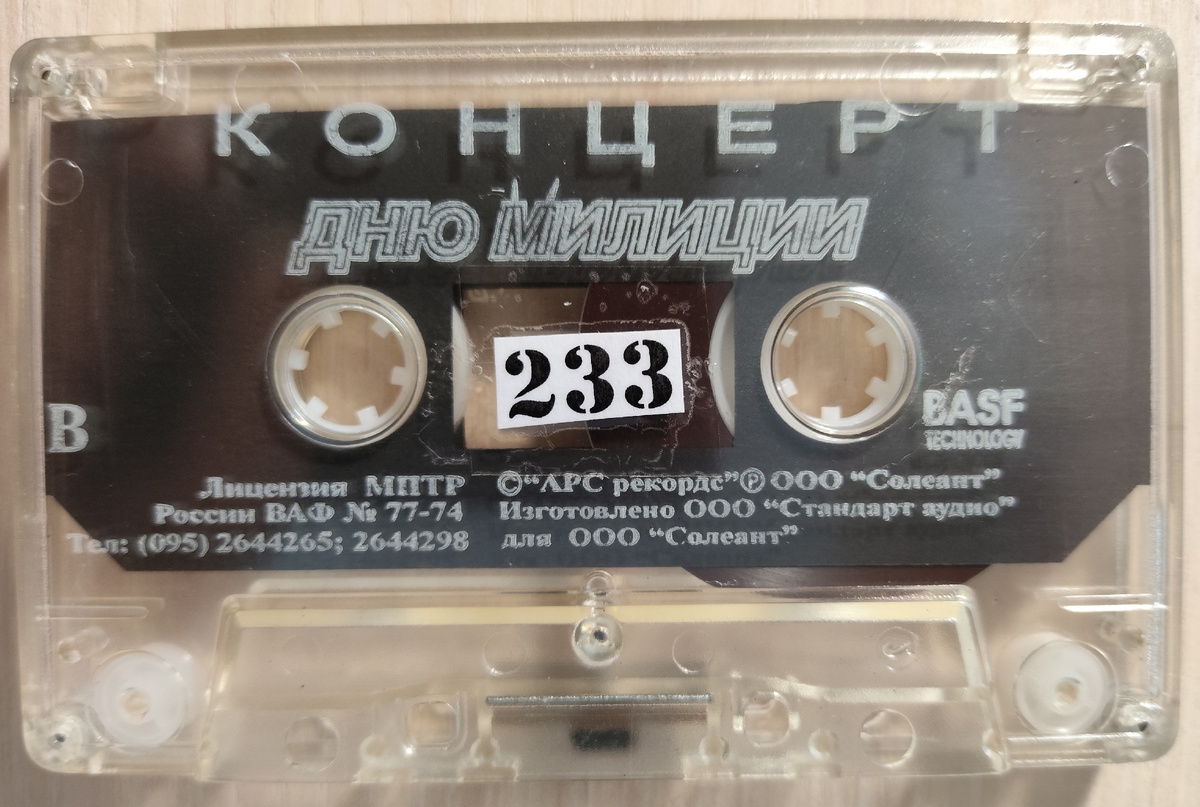 КОНЦЕРТ
ДНЮ МИЛИЦИИ
233
B
BASF
TECHNOLOGY
Лицензия МПТР
России ВАФ № 77-74
Тел: (095) 2644265; 2644298
©“АРС рекордс”℗ ООО “Солеант”
Изготовлено ООО “Стандарт аудио”
для ООО “Солеант”